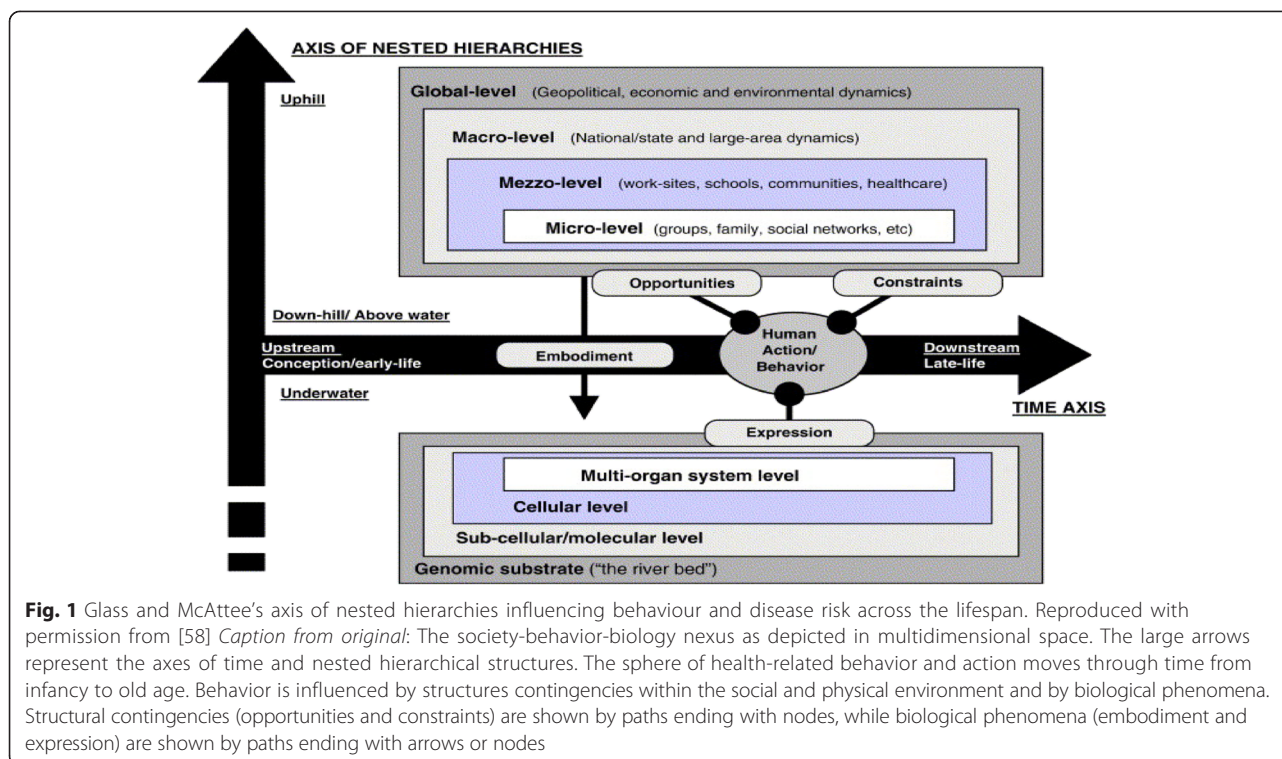 AXIS OF NESTED HIERARCHIES
Uphill
Global-level (Geopolitical, economic and environmental dynamics)
Macro-level (National/state and large-area dynamics)
Mezzo-level (work-sites, schools, communities, healthcare)
Micro-level (groups, family, social networks, etc)
Opportunities
Constraints
Down-hill/ Above water
Upstream
Conception/early-life
Embodiment
Human
Action/
Behavior
Downstream
Late-life
Underwater
TIME AXIS
Expression
Multi-organ system level
Cellular level
Sub-cellular/molecular level
Genomic substrate ("the river bed")
Fig. 1 Glass and McAttee's axis of nested hierarchies influencing behaviour and disease risk across the lifespan. Reproduced with
permission from [58] Caption from original: The society-behavior-biology nexus as depicted in multidimensional space. The large arrows
represent the axes of time and nested hierarchical structures. The sphere of health-related behavior and action moves through time from
infancy to old age. Behavior is influenced by structures contingencies within the social and physical environment and by biological phenomena.
Structural contingencies (opportunities and constraints) are shown by paths ending with nodes, while biological phenomena (embodiment and
expression) are shown by paths ending with arrows or nodes